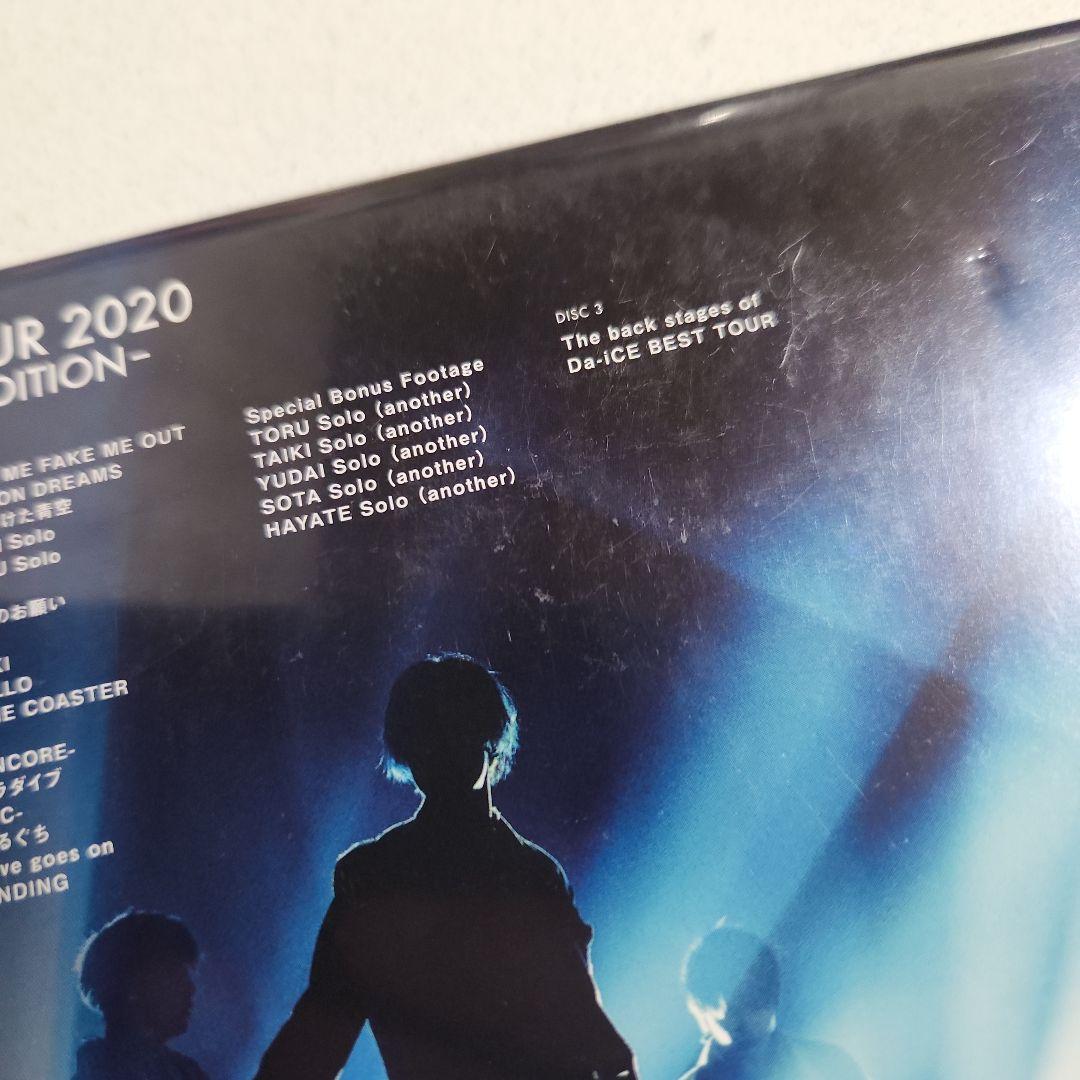 UR 2020
DITION-
ME FAKE ME OUT
ON DREAMS
けた青空
Solo
U Solo
のお願い
KI
LLO
E COASTER
NCORE-
ラダイブ
C-
るぐち
ve goes on
NDING
Special Bonus Footage
TORU Solo (another)
TAIKI Solo (another)
YUDAI Solo (another)
SOTA Solo (another)
HAYATE Solo (another)
DISC 3
The back stages of
Da-iCE BEST TOUR